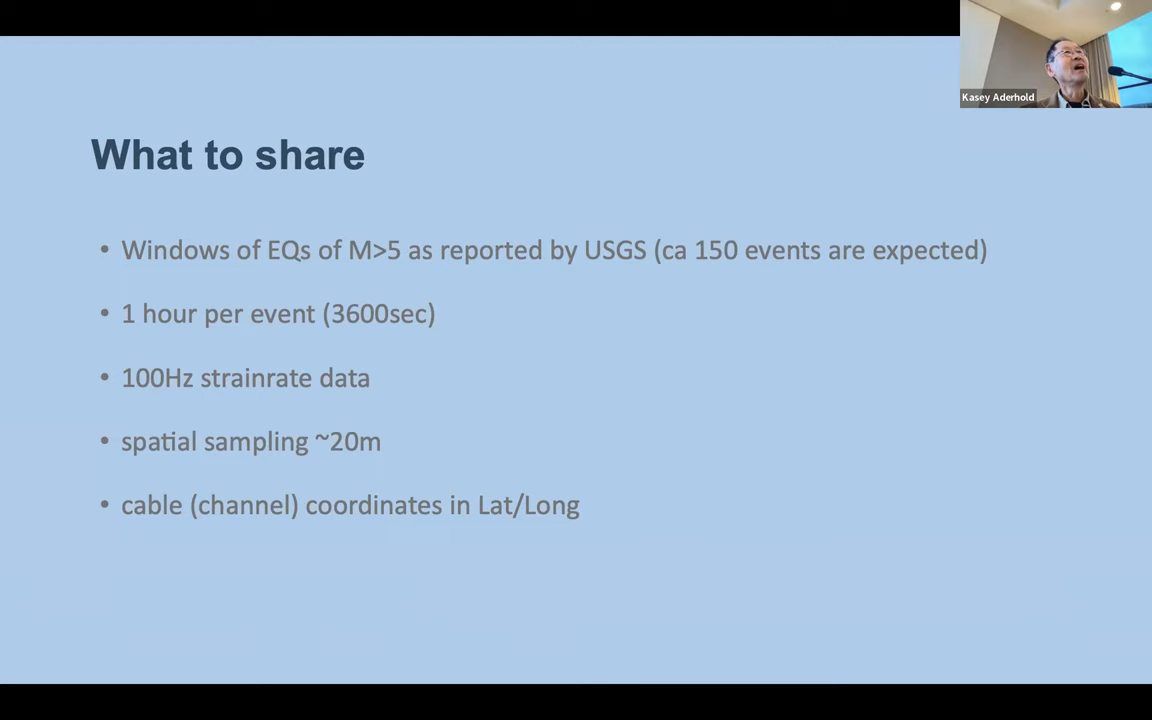 Kasey Aderhold
What to share
• Windows of EQs of M>5 as reported by USGS (ca 150 events are expected)
• 1 hour per event (3600sec)
• 100Hz strainrate data
• spatial sampling ~20m
• cable (channel) coordinates in Lat/Long